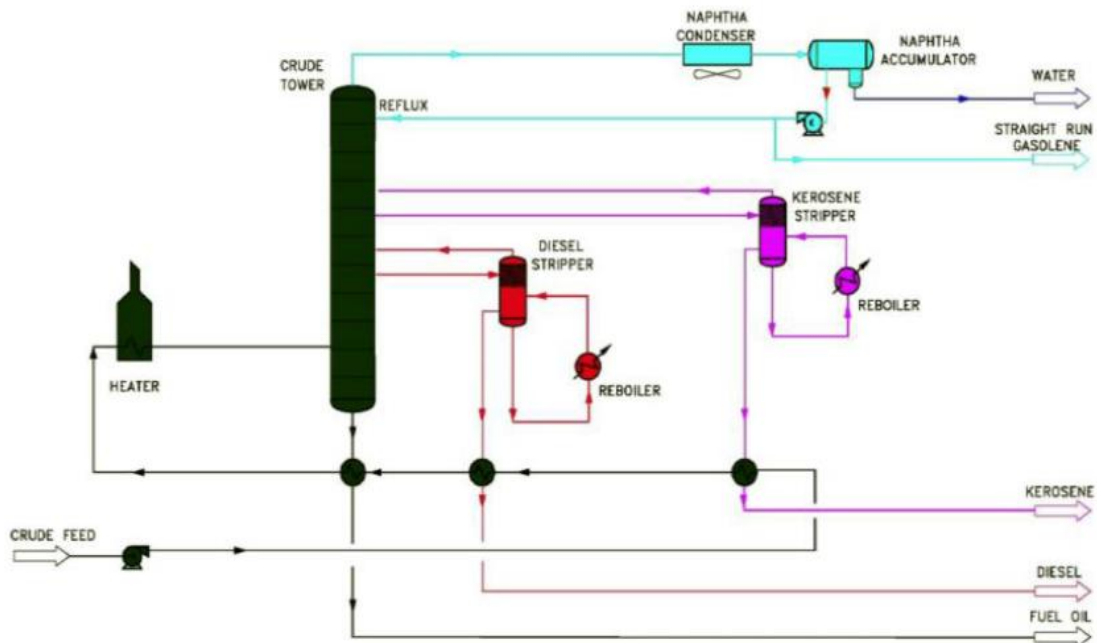 NAPHTHA
CONDENSER
NAPHTHA
ACCUMULATOR
CRUDE
TOWER
WATER
REFLUX
STRAIGHT RUN
GASOLENE
KEROSENE
STRIPPER
DIESEL
STRIPPER
REBOILER
HEATER
REBOILER
KEROSENE
CRUDE FEED
DIESEL
FUEL OIL